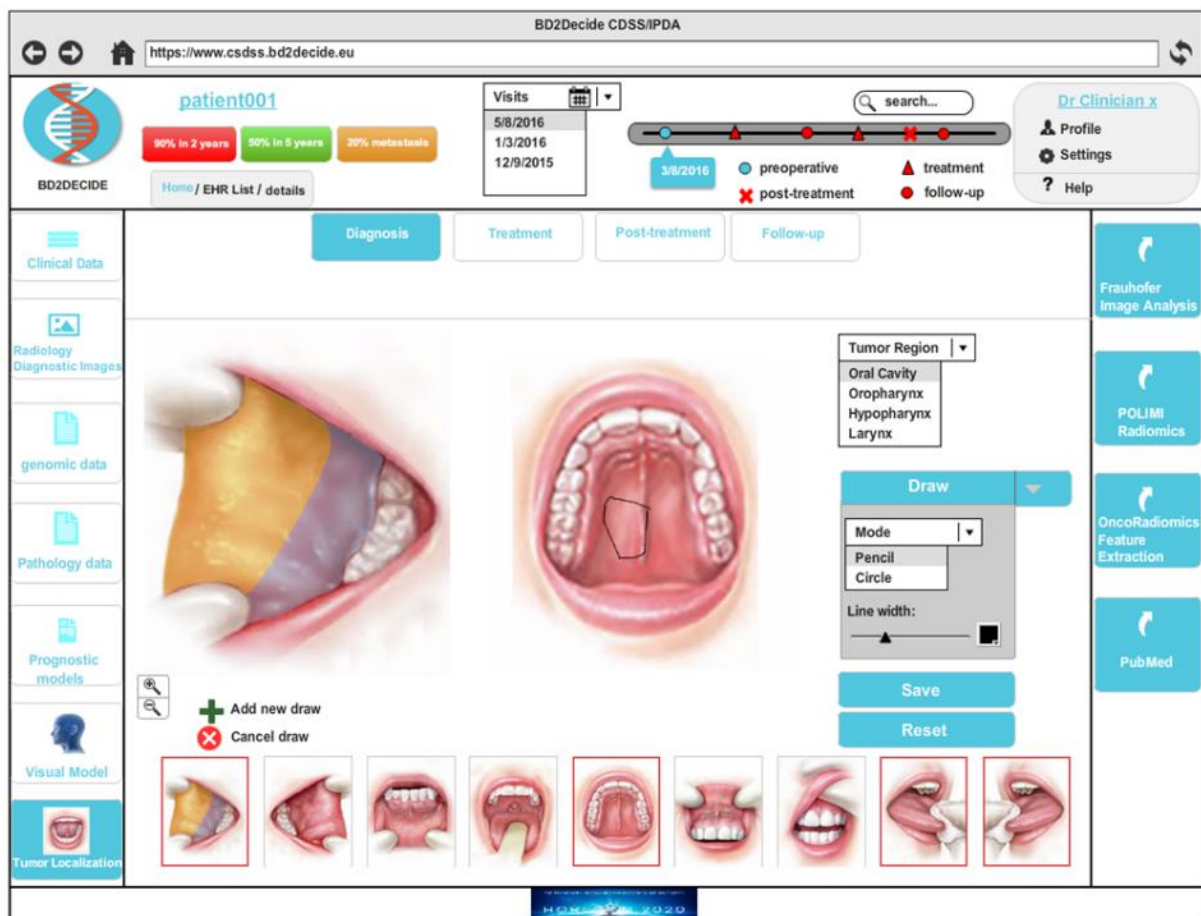 BD2Decide CDSS/IPDA
https://www.csdss.bd2decide.eu
BD2DECIDE
patient001
90% in 2 years
50% in 5 years
20% metastasis
Home/ EHR List / details
Visits
5/8/2016
1/3/2016
12/9/2015
search...
3/8/2016
preoperative
treatment
post-treatment
follow-up
Dr Clinician x
Profile
Settings
? Help
Clinical Data
Radiology
Diagnostic Images
genomic data
Pathology data
Prognostic
models
Visual Model
Tumor Localization
Diagnosis
Treatment
Post-treatment
Follow-up
Tumor Region
Oral Cavity
Oropharynx
Hypopharynx
Larynx
Draw
Mode
Pencil
Circle
Line width:
Save
Reset
Add new draw
Cancel draw
Frauhofer
Image Analysis
POLIMI
Radiomics
OncoRadiomics
Feature
Extraction
PubMed
HORIZON 2020